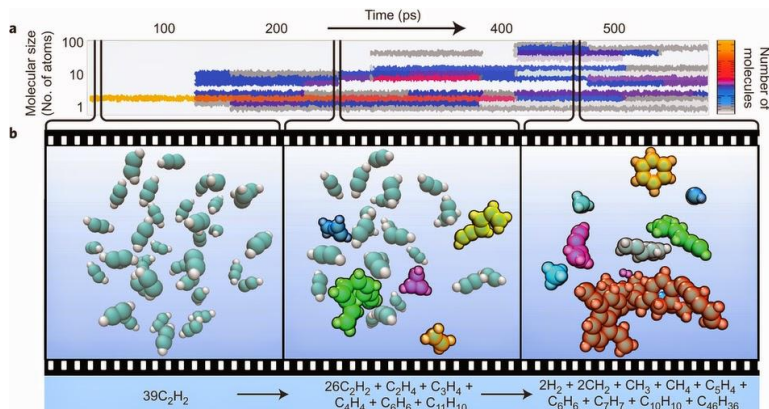 Time (ps)
a
100
200
400
500
Molecular size
(No. of atoms)
100
10
1
Number of
molecules
b
39C₂H₂
26C₂H₂ + C₂H₄ + C₃H₄ +
C₄H₄ + C₆H₆ + C₁₁H₁₀
2H₂ + 2CH₂ + CH₃ + CH₄ + C₅H₄ +
C₆H₆ + C₇H₇ + C₁₀H₁₀ + C₄₆H₃₆